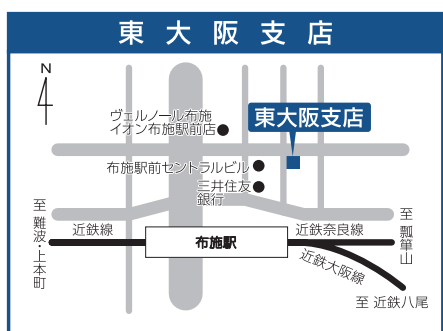 東大阪支店
N
ヴェルノール布施
イオン布施駅前店
東大阪支店
布施駅前セントラルビル
三井住友
銀行
至 難波・上本町
近鉄線
布施駅
近鉄奈良線
近鉄大阪線
至 瓢箪山
至 近鉄八尾